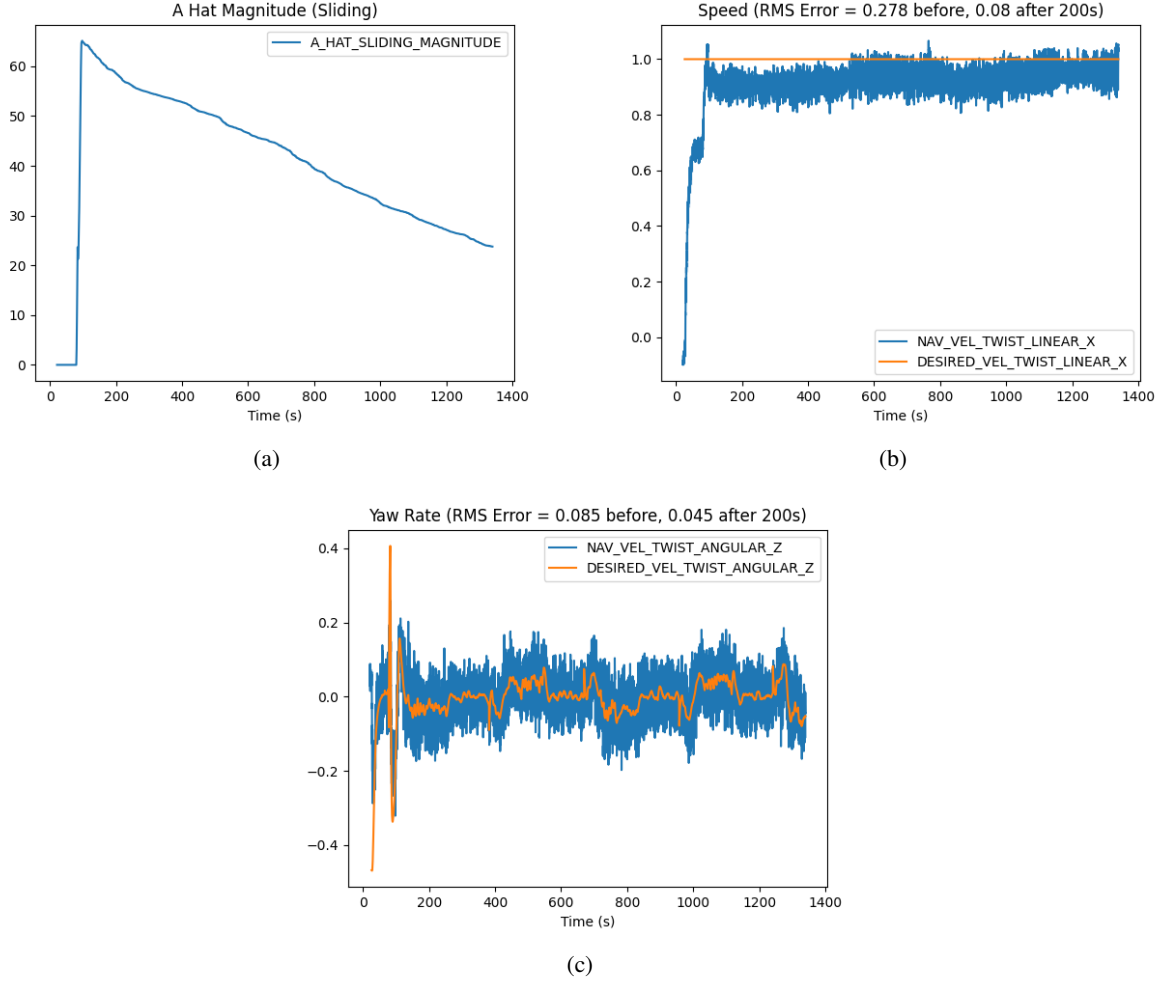 A Hat Magnitude (Sliding)
A_HAT_SLIDING_MAGNITUDE
60
50
40
30
20
10
0
0 200 400 600 800 1000 1200 1400
Time (s)
(a)
Speed (RMS Error = 0.278 before, 0.08 after 200s)
1.0
0.8
0.6
0.4
0.2
0.0
NAV_VEL_TWIST_LINEAR_X
DESIRED_VEL_TWIST_LINEAR_X
0 200 400 600 800 1000 1200 1400
Time (s)
(b)
Yaw Rate (RMS Error = 0.085 before, 0.045 after 200s)
NAV_VEL_TWIST_ANGULAR_Z
DESIRED_VEL_TWIST_ANGULAR_Z
0.4
0.2
0.0
−0.2
−0.4
0 200 400 600 800 1000 1200 1400
Time (s)
(c)